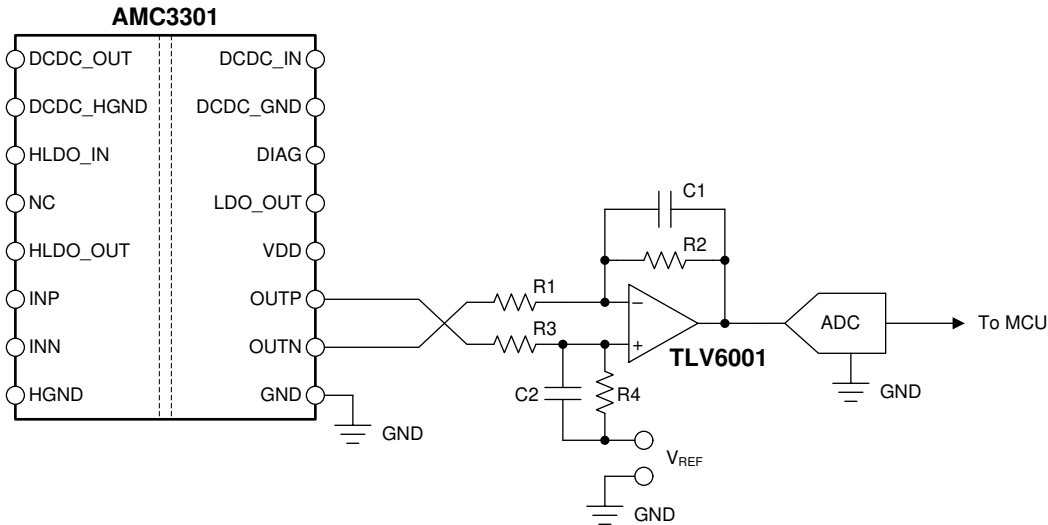 AMC3301
DCDC_OUT
DCDC_IN
DCDC_HGND
DCDC_GND
HLDO_IN
DIAG
NC
LDO_OUT
HLDO_OUT
VDD
INP
OUTP
INN
OUTN
HGND
GND
GND
C1
R2
R1
R3
TLV6001
C2
R4
VREF
GND
ADC
GND
To MCU